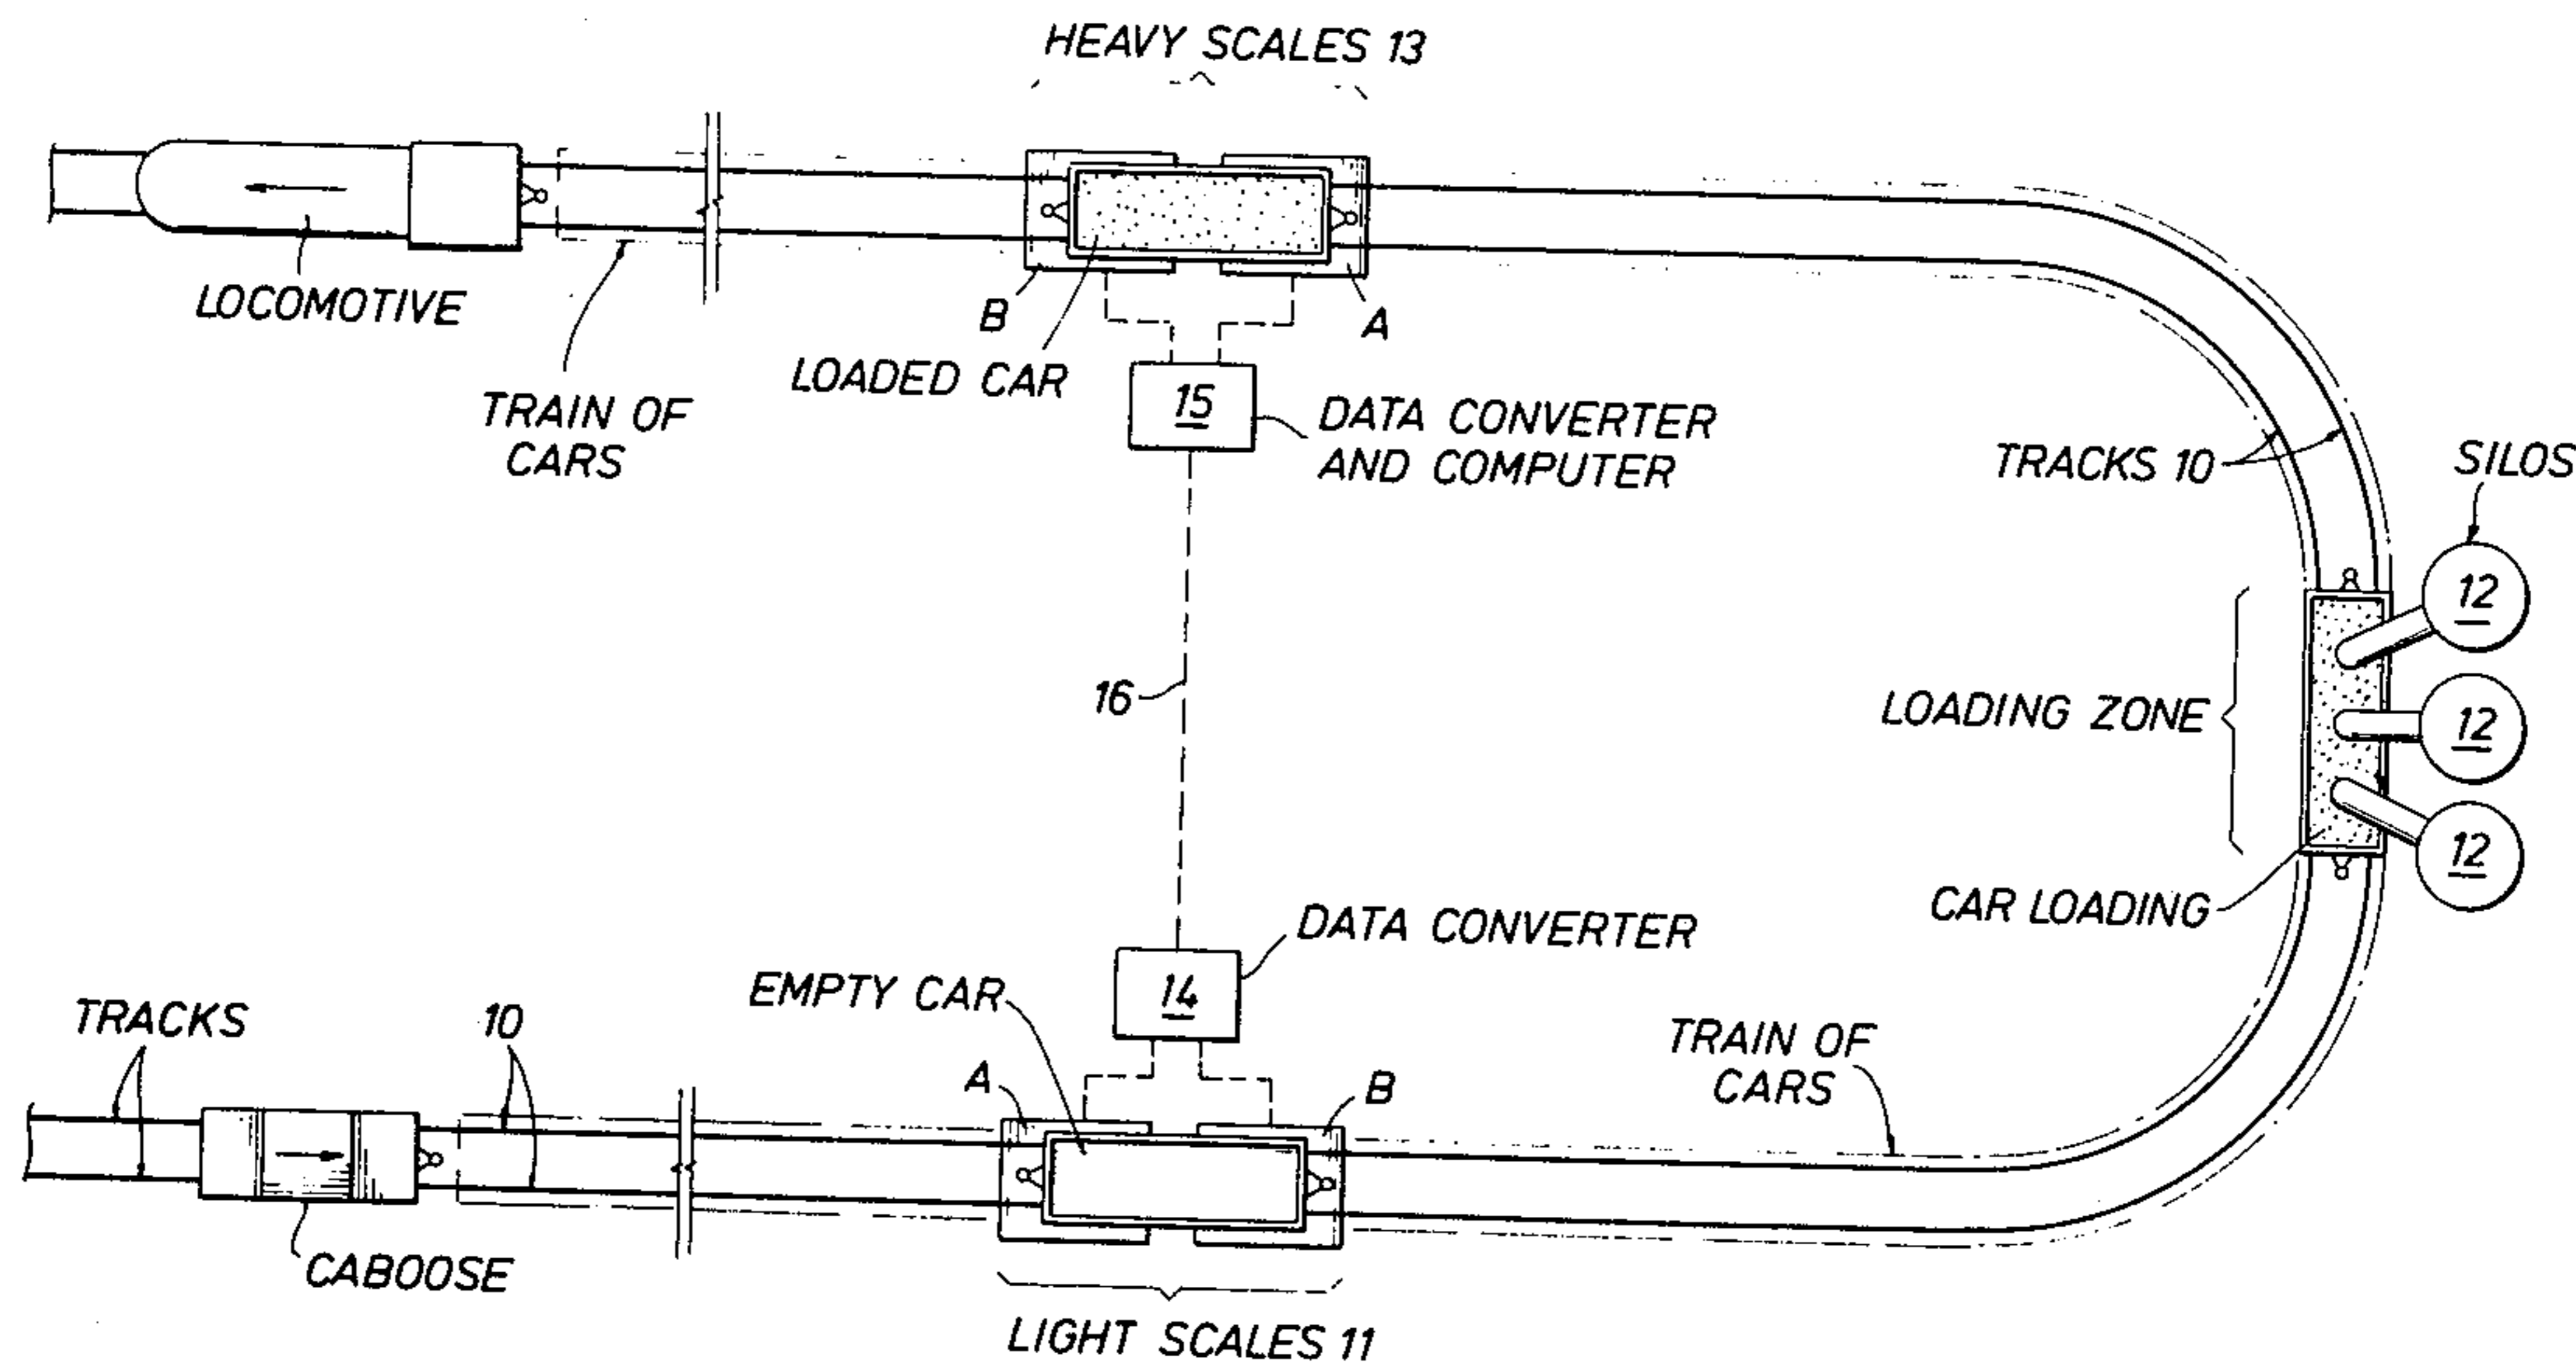 HEAVY SCALES 13
LOCOMOTIVE
B
A
LOADED CAR
TRAIN OF
CARS
15
DATA CONVERTER
AND COMPUTER
TRACKS 10
SILOS
12
12
12
LOADING ZONE
16
CAR LOADING
DATA CONVERTER
14
EMPTY CAR
TRACKS
10
A
B
TRAIN OF
CARS
CABOOSE
LIGHT SCALES 11